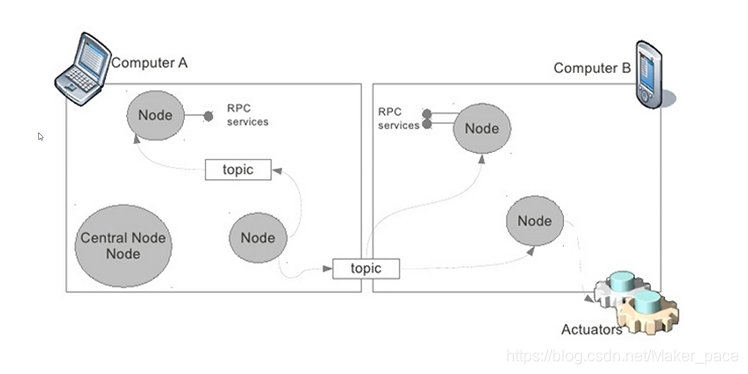 Computer A
Computer B
Node
RPC
services
RPC
services
Node
topic
Central Node
Node
Node
Node
topic
Actuators
https://blog.csdn.net/Maker_pace